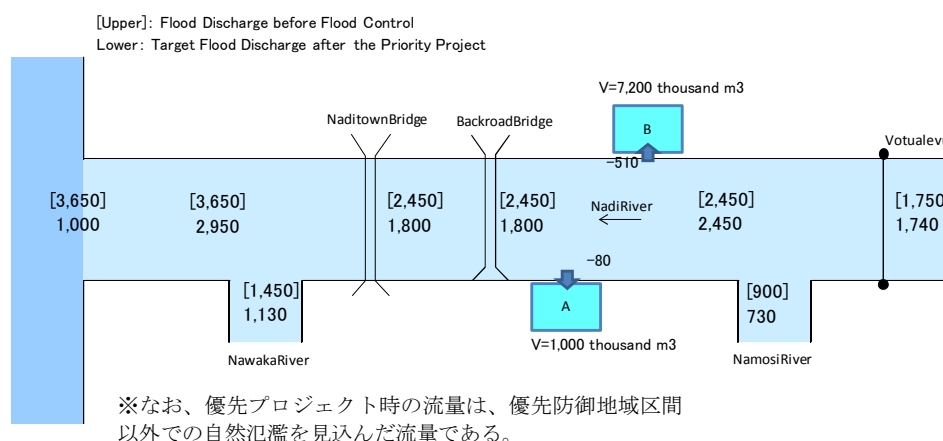 [Upper]: Flood Discharge before Flood Control
Lower: Target Flood Discharge after the Priority Project
V=7,200 thousand m3
NaditownBridge
BackroadBridge
B
Votualevu
-510
[3,650]
1,000
[3,650]
2,950
[2,450]
1,800
[2,450]
1,800
NadiRiver
[2,450]
2,450
[1,750
1,740
-80
[1,450]
1,130
A
[900]
730
V=1,000 thousand m3
NawakaRiver
NamosiRiver
※なお、優先プロジェクト時の流量は、優先防御地域区間
以外での自然氾濫を見込んだ流量である。